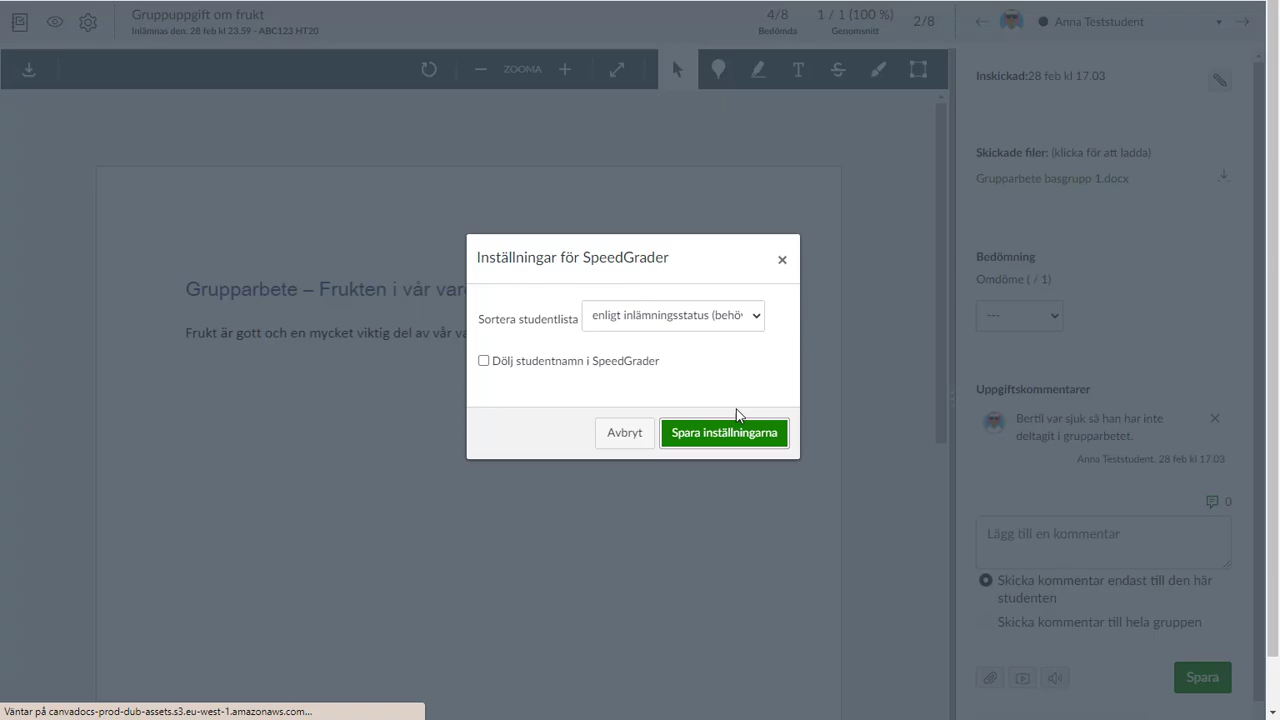 Gruppuppgift om frukt
Inlämnas den. 28 feb kl 23.59 - ABC123 HT20
4/8
Bedömda
1 / 1 (100 %)
Genomsnitt
2/8
Anna Teststudent
ZOOMA
Inskickad:28 feb kl 17.03
Skickade filer: (klicka för att ladda)
Grupparbete basgrupp 1.docx
Grupparbete – Frukten i vår var
Frukt är gott och en mycket viktig del av vår va
Inställningar för SpeedGrader
Sortera studentlista
enligt inlämningsstatus (behöv
Dölj studentnamn i SpeedGrader
Avbryt
Spara inställningarna
Bedömning
Omdöme ( / 1)
---
Uppgiftskommentarer
Bertil var sjuk så han har inte
deltagit i grupparbetet.
Anna Teststudent. 28 feb kl 17.03
0
Lägg till en kommentar
Skicka kommentar endast till den här
studenten
Skicka kommentar till hela gruppen
Spara
Väntar på canvadocs-prod-dub-assets.s3.eu-west-1.amazonaws.com...